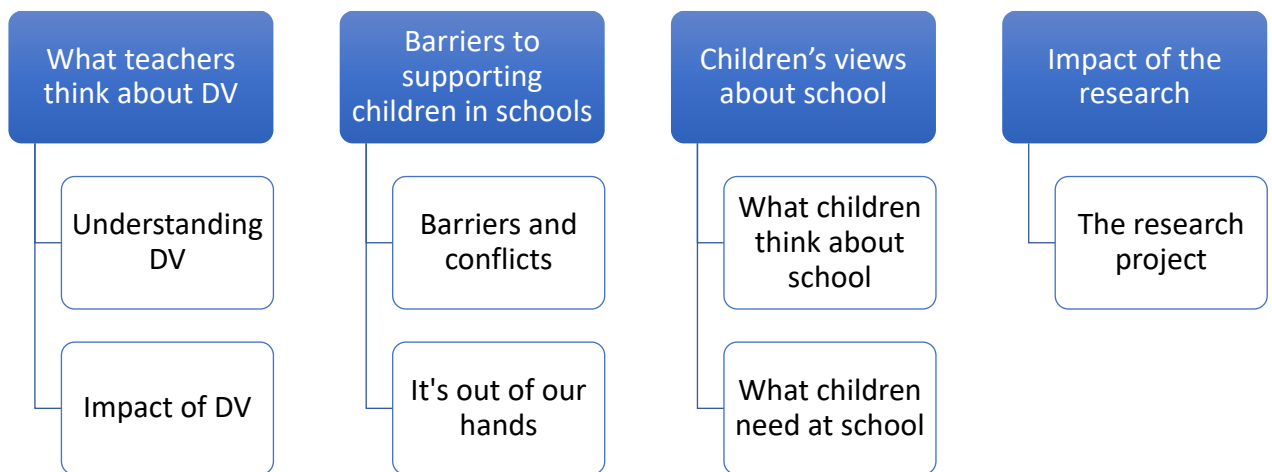 What teachers
think about DV
Understanding
DV
Impact of DV
Barriers to
supporting
children in schools
Barriers and
conflicts
It's out of our
hands
Children’s views
about school
What children
think about
school
What children
need at school
Impact of the
research
The research
project